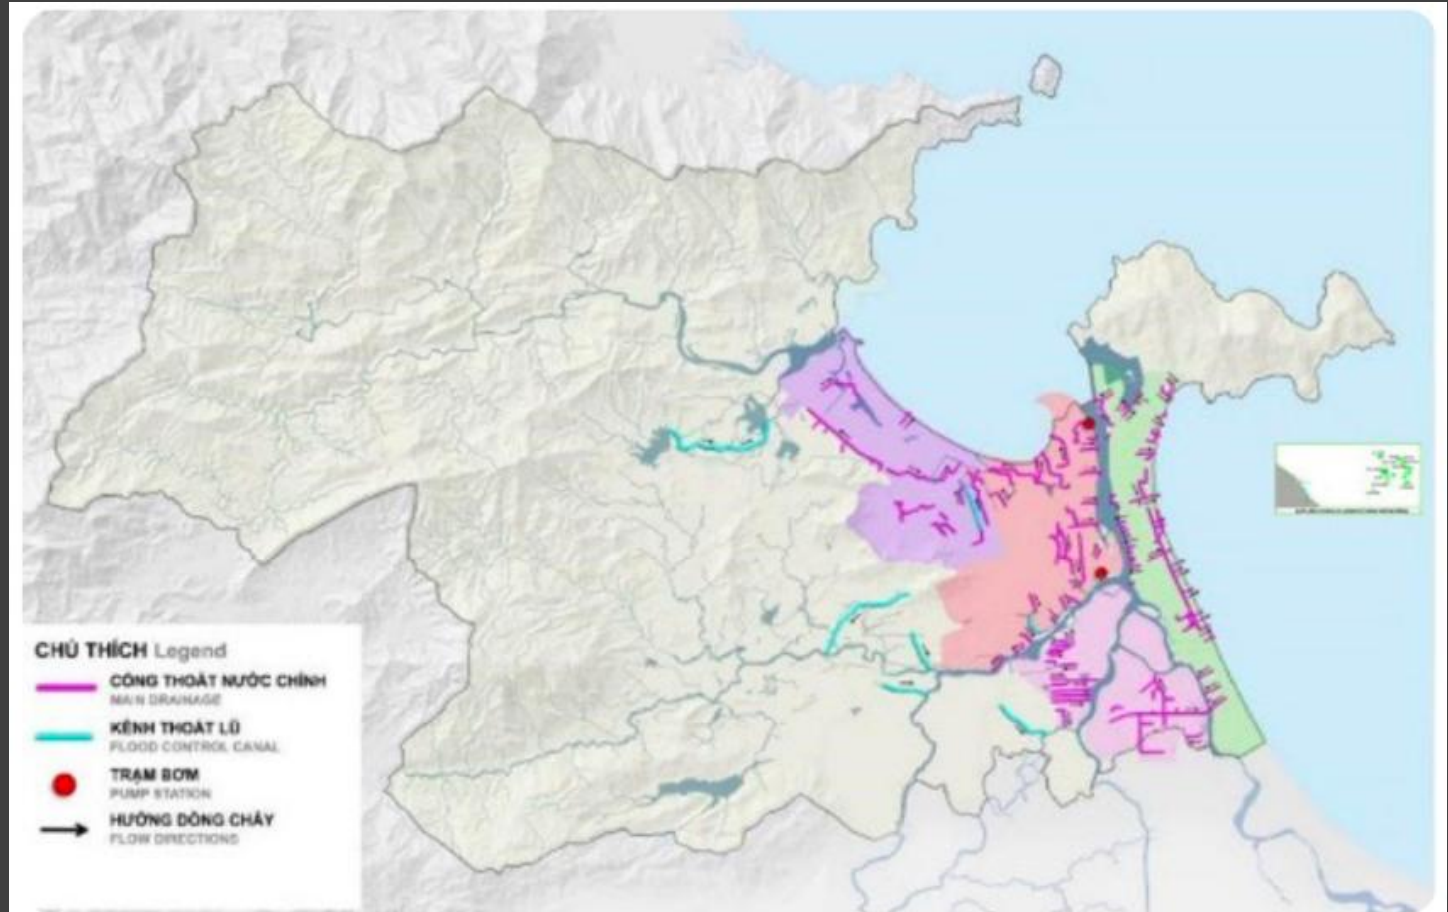 CHÚ THÍCH Legend
CỐNG THOÁT NƯỚC CHÍNH
MAIN DRAINAGE
KÊNH THOÁT LŨ
FLOOD CONTROL CANAL
TRẠM BƠM
PUMP STATION
HƯỚNG DÒNG CHẢY
FLOW DIRECTIONS